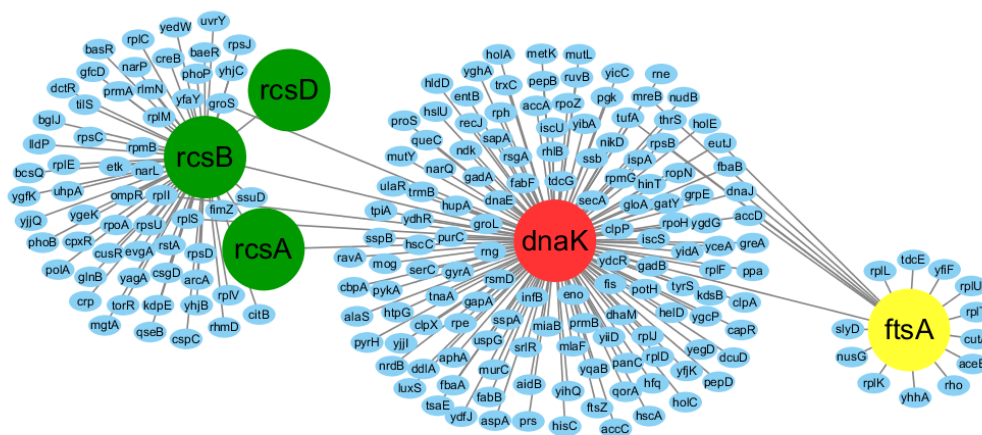 uvrY
yedW
rplC
baeR
rpsJ
basR
narP
creB
phoP
yhjC
gfcD
rlmN
dctR
prmA
yfaY
groS
rcsD
tilS
rplM
bglJ
rpsC
lldP
rpmB
rcsB
bcsQ
rplE
etk
narL
ygfK
uhpA
rplI
ssuD
ompR
yjjQ
ygeK
rplS
fimZ
phoB
cpxR
rpoA
rpsU
rcsA
cusR
evgA
rstA
rpsD
polA
glnB
yagA
csgD
arcA
crp
torR
kdpE
yhjB
rplV
citB
mgtA
qseB
cspC
rhmD
holA
metK
mutL
yghA
trxC
pepB
ruvB
yicC
rne
hldD
entB
rph
accA
rpoZ
pgk
mreB
nudB
hslU
recJ
iscU
yibA
tufA
thrS
holE
proS
sapA
nikD
rpsB
eutJ
queC
ndk
rsgA
rhlB
ssb
ispA
fbaB
mutY
narQ
gadA
fabF
tdcG
rpmG
hinT
ropN
dnaJ
ulaR
trmB
dnaE
secA
gloA
gatY
grpE
tpiA
ydhR
hupA
groL
clpP
rpoH
ygdG
accD
sspB
hscC
purC
dnaK
iscS
yidA
yceA
greA
ravA
mog
rng
ydcR
gadB
rplF
ppa
cbpA
pykA
serC
gyrA
rsmD
fis
potH
tyrS
kdsB
clpA
alaS
htpG
tnaA
gapA
infB
eno
dhaM
helD
ygcP
capR
pyrH
yjjI
clpX
rpe
sspA
miaB
prmB
yiiD
rplJ
yegD
dcuD
nrdB
ddlA
aphA
uspG
srlR
mlaF
panC
rplD
yfjK
pepD
luxS
fbaA
murC
aidB
yihQ
yqaB
qorA
hfq
holC
tsaE
fabB
ftsZ
hscA
ydfJ
aspA
prs
hisC
accC
rplL
tdcE
yfiF
rplU
slyD
ftsA
nusG
rplK
yhhA
rho